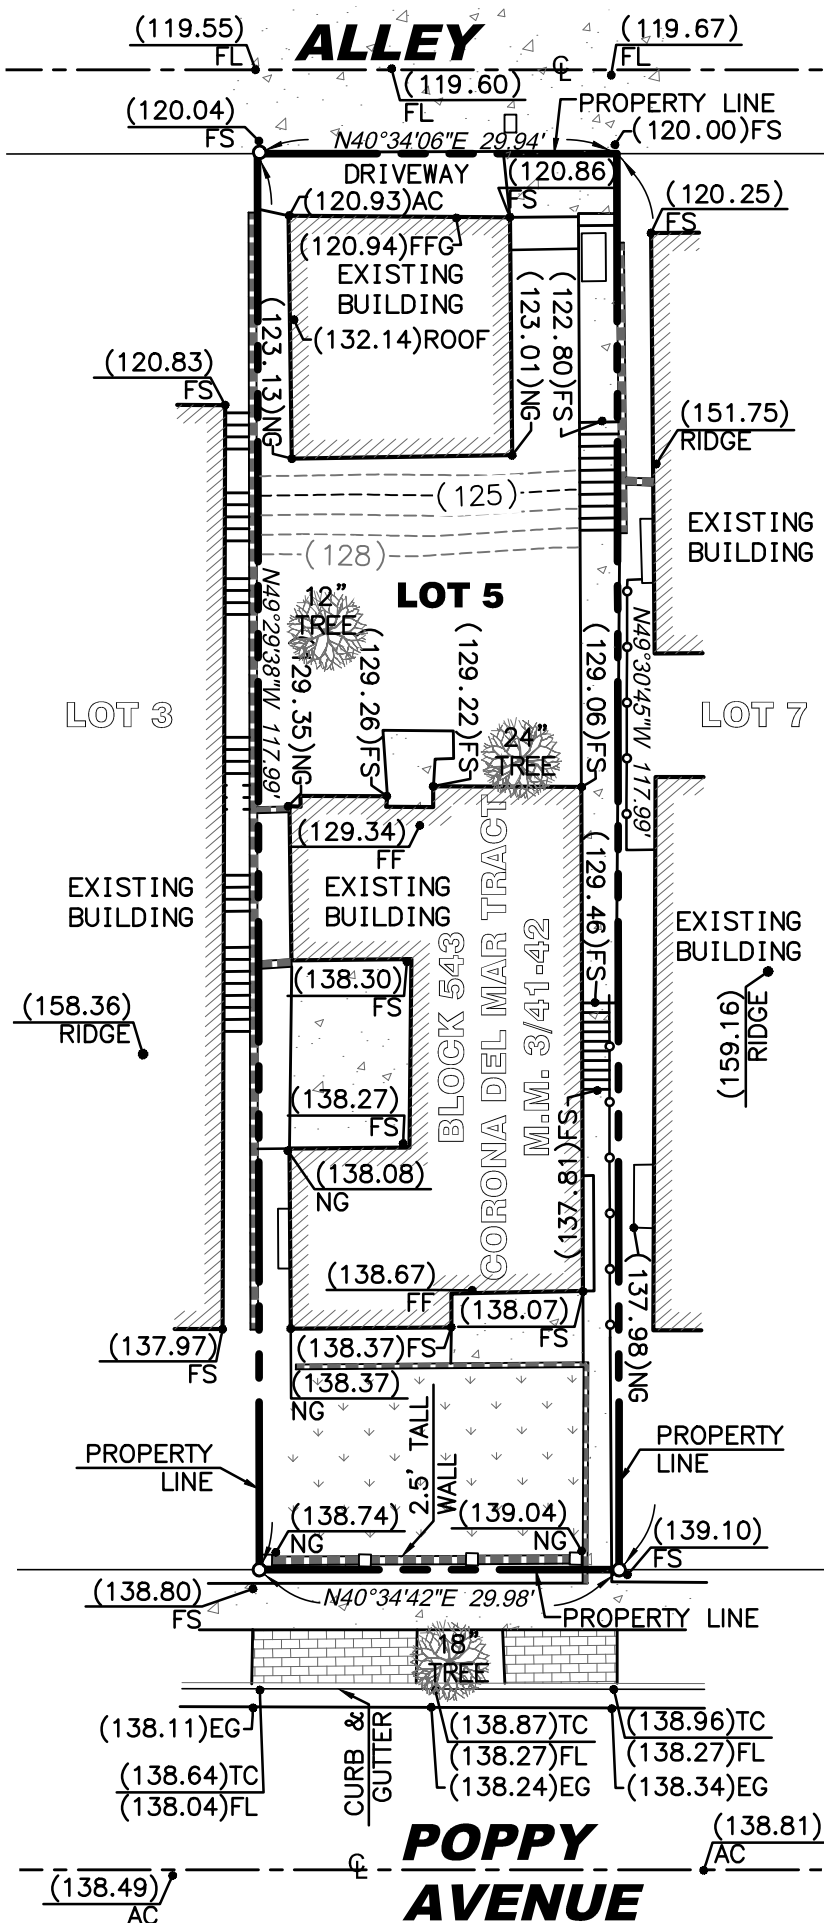 (119.55)
FL
ALLEY
(119.67)
FL
℄
(119.60)
FL
(120.04)
FS
PROPERTY LINE
(120.00)FS
N40°34'06"E 29.94'
DRIVEWAY
(120.86)
FS
(120.93)AC
(120.25)
FS
(120.94)FFG
EXISTING
BUILDING
(132.14)ROOF
(123.13)NG
(123.01)NG
(122.80)FS
(120.83)
FS
(151.75)
RIDGE
EXISTING
BUILDING
(125)
(128)
LOT 5
12"
TREE
N49°29'38"W 117.99'
N49°30'45"W 117.99'
LOT 3
LOT 7
29.35)NG
(129.26)FS
(129.22)FS
(129.06)FS
24"
TREE
(129.34)
FF
EXISTING
BUILDING
EXISTING
BUILDING
(129.46)FS
EXISTING
BUILDING
BLOCK 543
CORONA DEL MAR TRACT
M.M. 3/41-42
(138.30)
FS
(158.36)
RIDGE
(159.16)
RIDGE
(138.27)
FS
(137.81)FS
(138.08)
NG
(138.67)
FF
(138.07)
FS
(137.98)NG
(137.97)
FS
(138.37)FS
(138.37)
NG
2.5' TALL
WALL
PROPERTY
LINE
PROPERTY
LINE
(138.74)
NG
(139.04)
NG
(139.10)
FS
(138.80)
FS
N40°34'42"E 29.98'
PROPERTY LINE
18"
TREE
(138.11)EG
CURB &
GUTTER
(138.87)TC
(138.27)FL
(138.24)EG
(138.96)TC
(138.27)FL
(138.34)EG
(138.64)TC
(138.04)FL
POPPY
AVENUE
℄
(138.81)
AC
(138.49)
AC